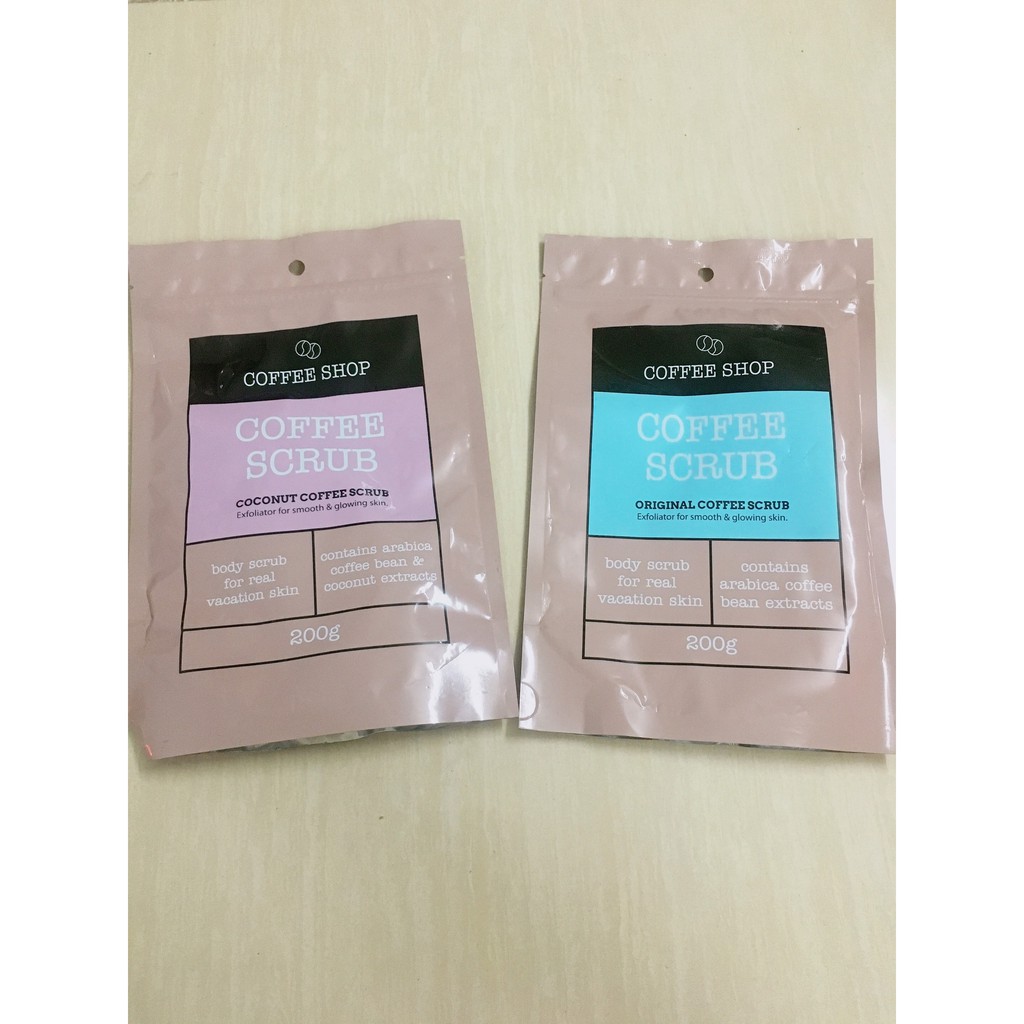 COFFEE SHOP
COFFEE
SCRUB
COCONUT COFFEE SCRUB
Exfoliator for smooth & glowing skin.
body scrub
for real
vacation skin
contains arabica
coffee bean &
coconut extracts
200g
COFFEE SHOP
COFFEE
SCRUB
ORIGINAL COFFEE SCRUB
Exfoliator for smooth & glowing skin.
body scrub
for real
vacation skin
contains
arabica coffee
bean extracts
200g